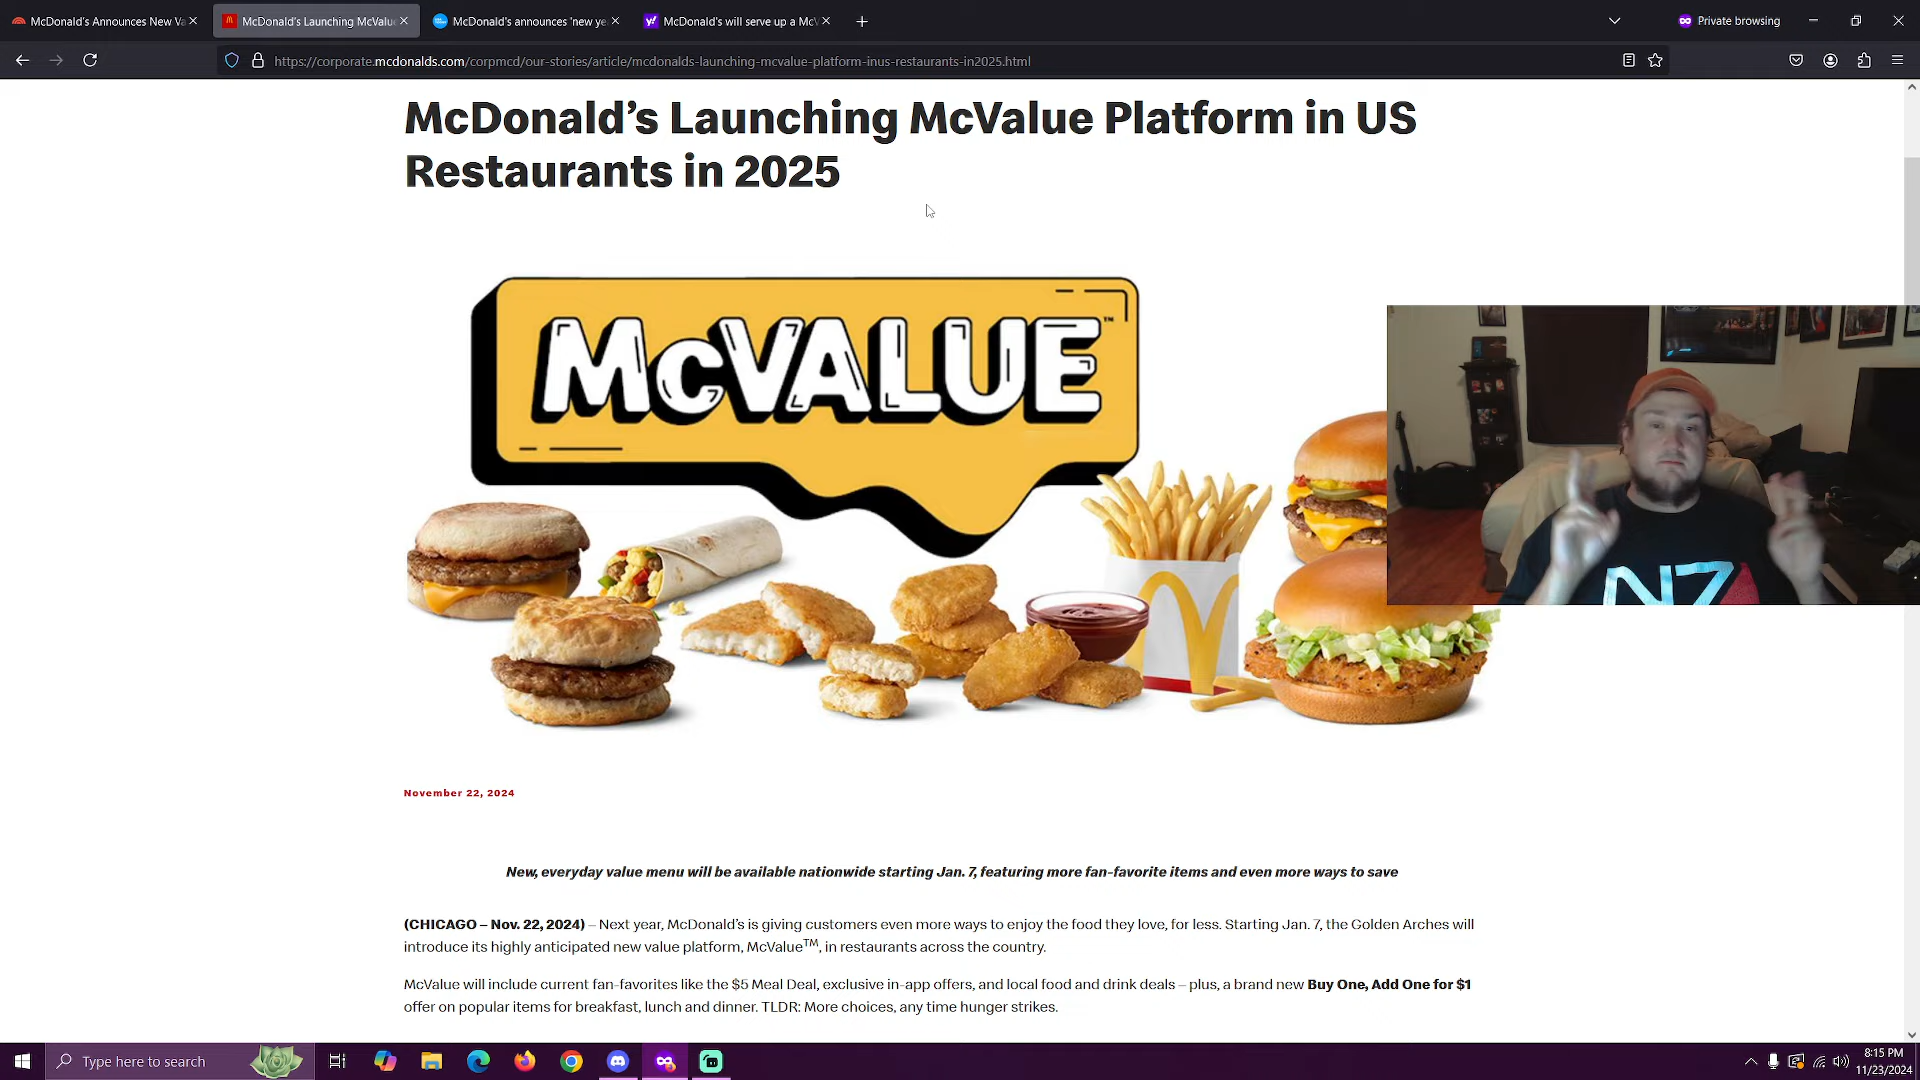 McDonald's Announces New Va
McDonald's Launching McValue
McDonald's announces 'new ye
McDonald's will serve up a McV
Private browsing
https://corporate.mcdonalds.com/corpmcd/our-stories/article/mcdonalds-launching-mcvalue-platform-inus-restaurants-in2025.html
McDonald’s Launching McValue Platform in US
Restaurants in 2025
McVALUE™
N7
November 22, 2024
New, everyday value menu will be available nationwide starting Jan. 7, featuring more fan-favorite items and even more ways to save
(CHICAGO – Nov. 22, 2024) – Next year, McDonald’s is giving customers even more ways to enjoy the food they love, for less. Starting Jan. 7, the Golden Arches will
introduce its highly anticipated new value platform, McValueTM, in restaurants across the country.
McValue will include current fan-favorites like the $5 Meal Deal, exclusive in-app offers, and local food and drink deals – plus, a brand new Buy One, Add One for $1
offer on popular items for breakfast, lunch and dinner. TLDR: More choices, any time hunger strikes.
Type here to search
8:15 PM
11/23/2024